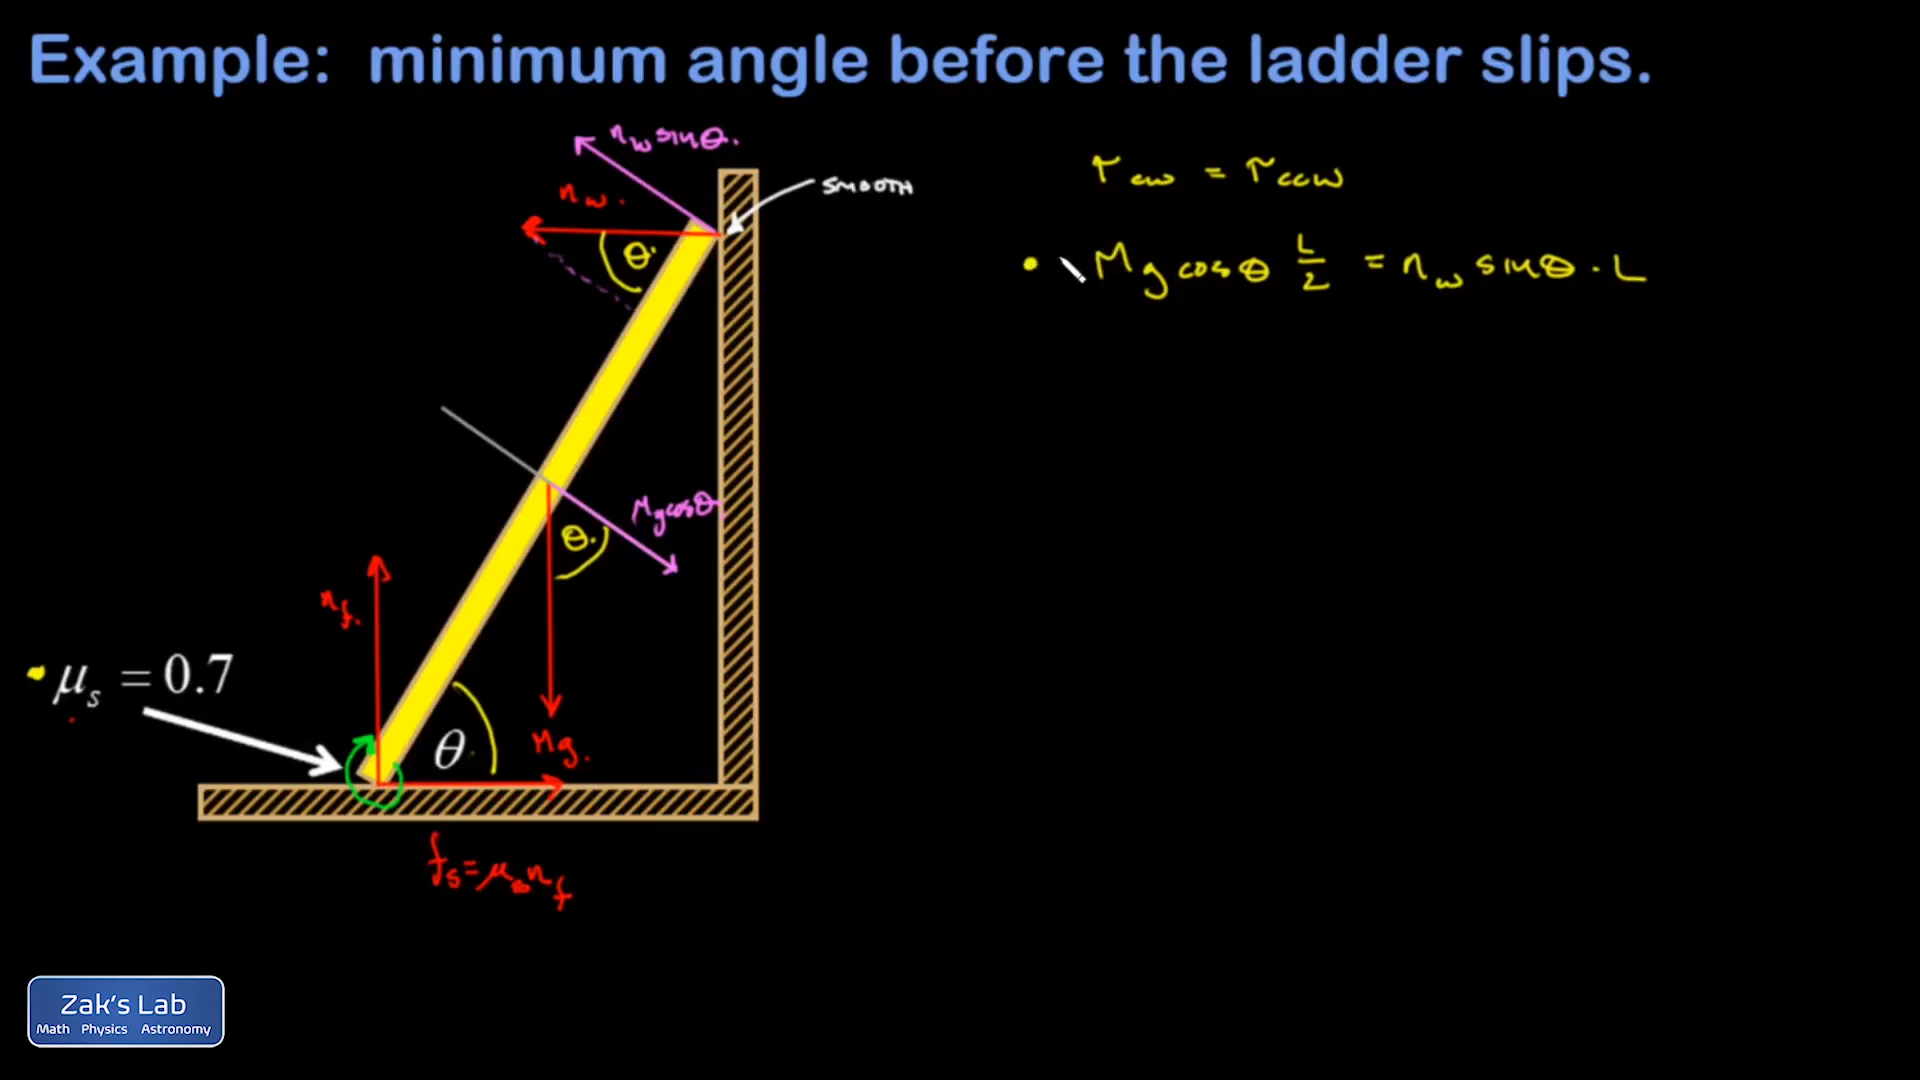 Example: minimum angle before the ladder slips.
n_w sinθ.
n_w.
SMOOTH
θ.
τ_cw = τ_ccw
• Mg cosθ L/2 = n_w sinθ · L
Mg cosθ
θ.
n_f.
• μ_s = 0.7
θ
Mg.
f_s = μ_s n_f
Zak's Lab
Math Physics Astronomy